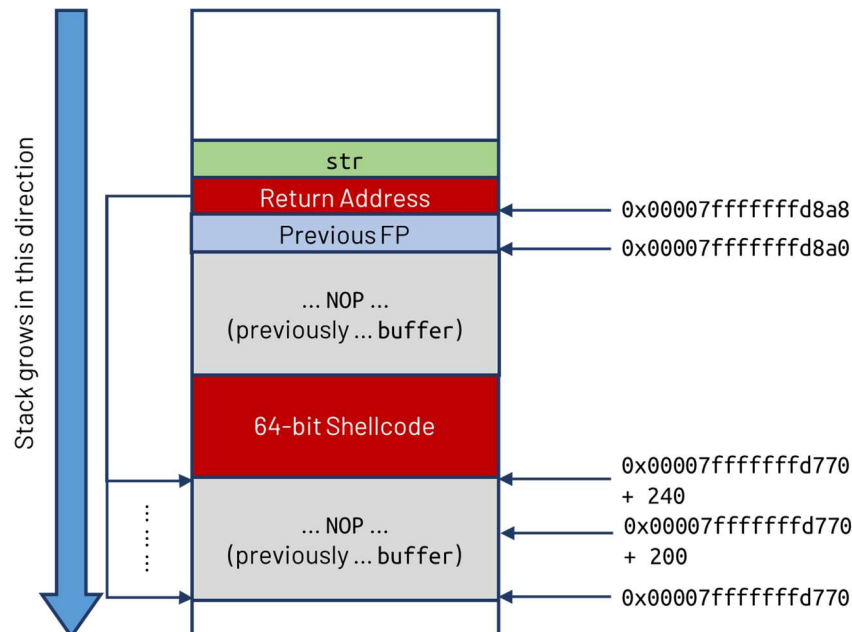 Stack grows in this direction
str
Return Address
0x00007fffffffd8a8
Previous FP
0x00007fffffffd8a0
... NOP ...
(previously ... buffer)
64-bit Shellcode
0x00007fffffffd770
+ 240
... NOP ...
(previously ... buffer)
0x00007fffffffd770
+ 200
0x00007fffffffd770